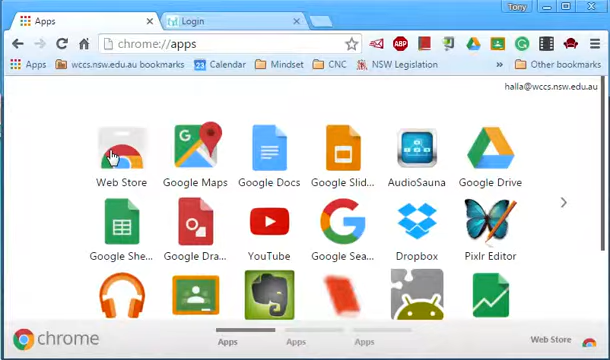 Tony
Apps
Login
chrome://apps
ABP
Apps
wccs.nsw.edu.au bookmarks
23
Calendar
Mindset
CNC
NSW Legislation
»
Other bookmarks
halla@wccs.nsw.edu.au
G
Web Store
Google Maps
Google Docs
Google Slid...
AudioSauna
Google Drive
G
Google She...
Google Dra...
YouTube
Google Sea...
Dropbox
Pixlr Editor
chrome
Apps
Apps
Apps
Web Store